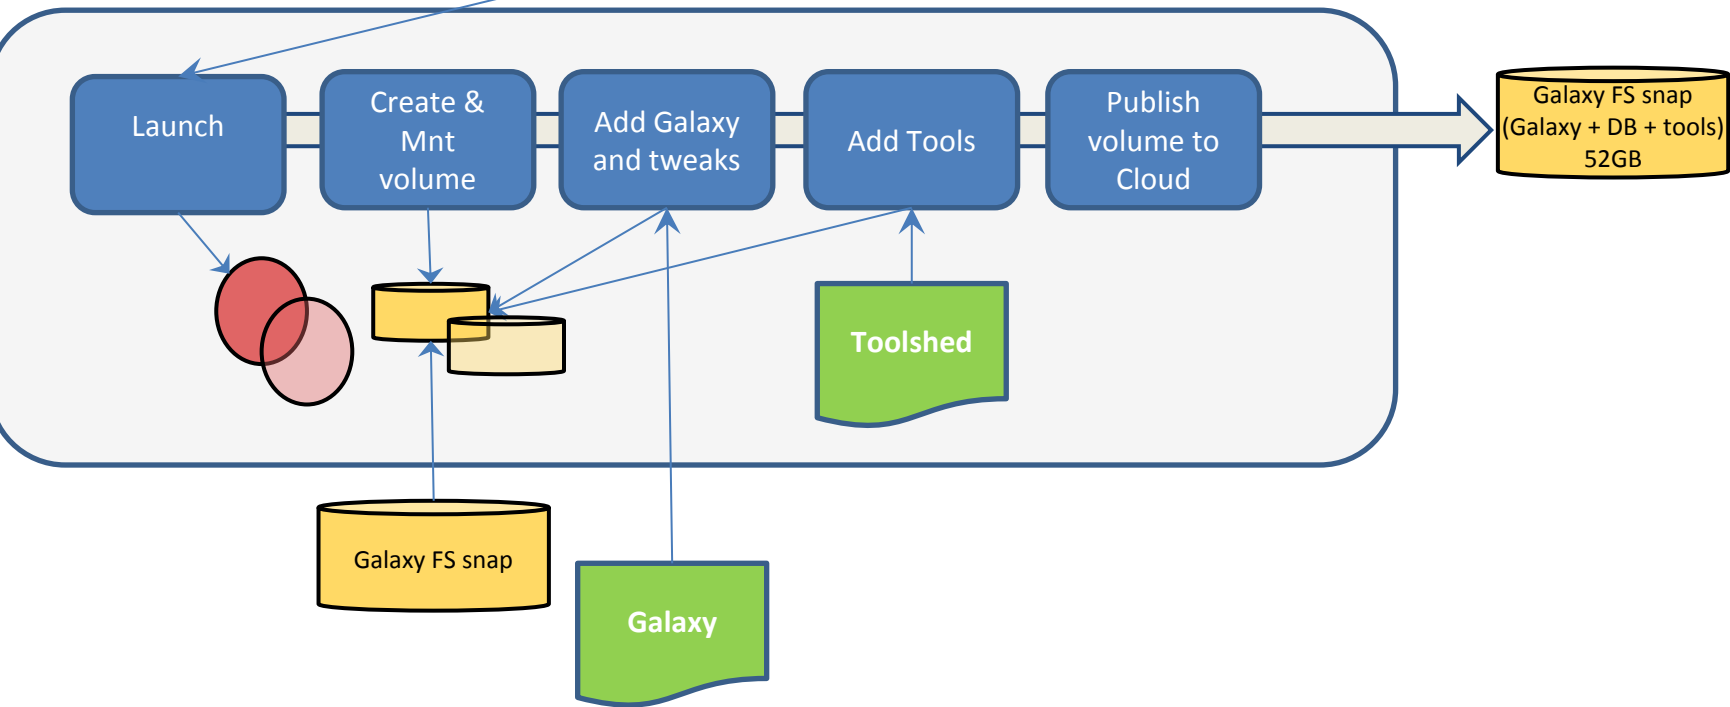 Launch
Create &
Mnt
volume
Add Galaxy
and tweaks
Add Tools
Publish
volume to
Cloud
Galaxy FS snap
(Galaxy + DB + tools)
52GB
Toolshed
Galaxy FS snap
Galaxy